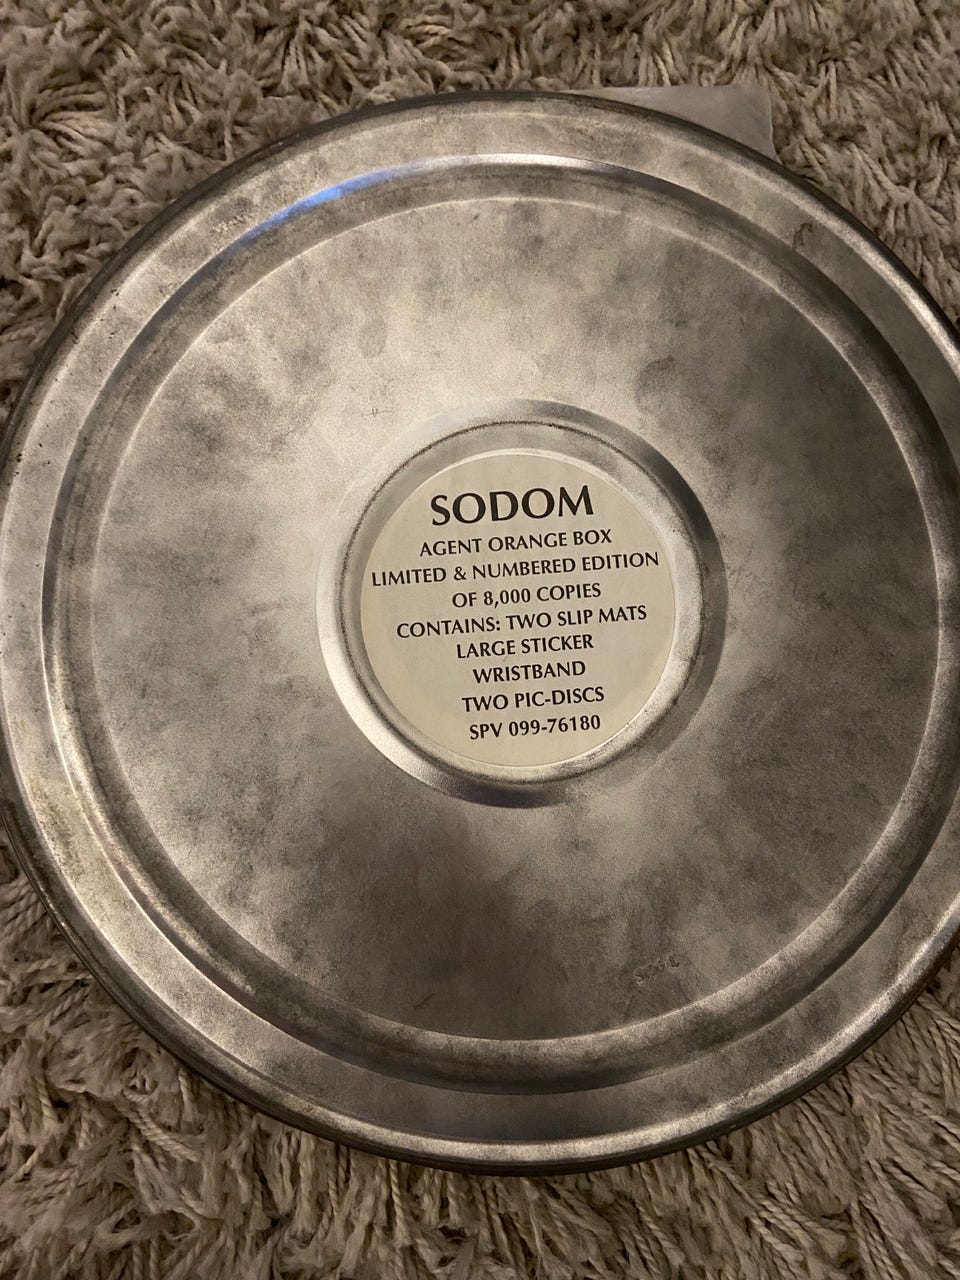 SODOM
AGENT ORANGE BOX
LIMITED & NUMBERED EDITION
OF 8,000 COPIES
CONTAINS: TWO SLIP MATS
LARGE STICKER
WRISTBAND
TWO PIC-DISCS
SPV 099-76180